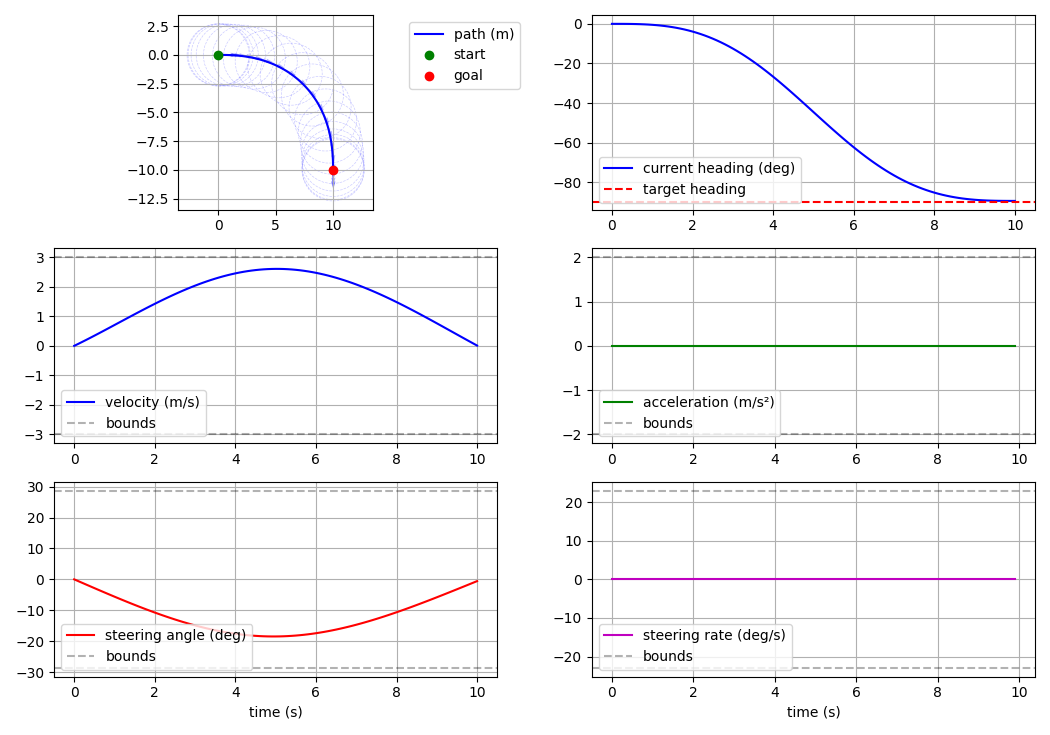 2.5
0.0
−2.5
−5.0
−7.5
−10.0
−12.5
0 5 10
path (m)
start
goal
0
−20
−40
−60
−80
0 2 4 6 8 10
current heading (deg)
target heading
3
2
1
0
−1
−2
−3
0 2 4 6 8 10
velocity (m/s)
bounds
2
1
0
−1
−2
0 2 4 6 8 10
acceleration (m/s²)
bounds
30
20
10
0
−10
−20
−30
0 2 4 6 8 10
steering angle (deg)
bounds
time (s)
20
10
0
−10
−20
0 2 4 6 8 10
steering rate (deg/s)
bounds
time (s)